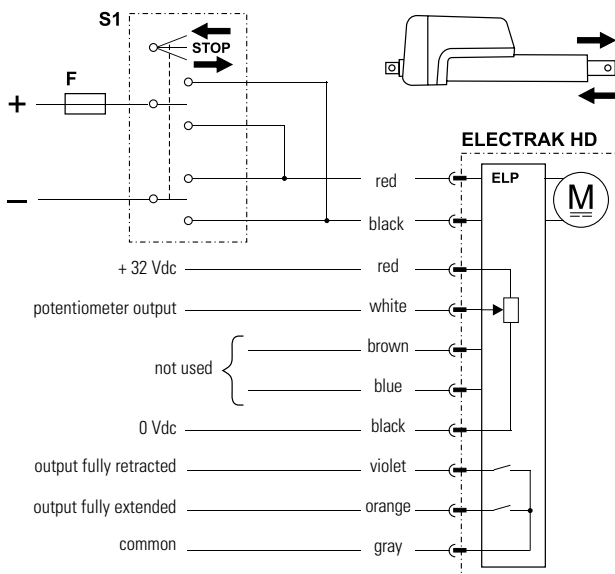 S1
STOP
F
+
–
ELECTRAK HD
ELP
M
red
black
+ 32 Vdc red
potentiometer output white
not used
brown
blue
0 Vdc black
output fully retracted violet
output fully extended orange
common gray